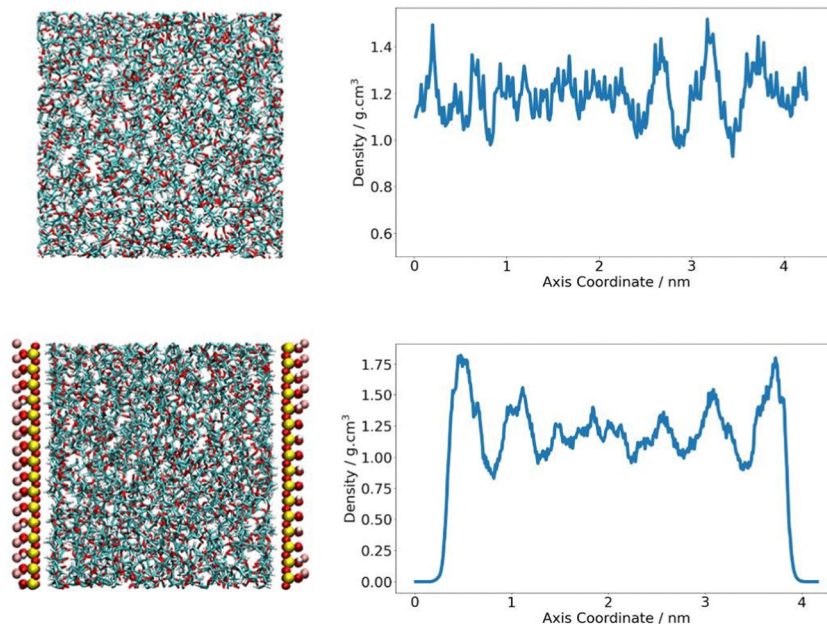 1.4
1.2
1.0
0.8
0.6
Density / g.cm³
0 1 2 3 4
Axis Coordinate / nm
1.75
1.50
1.25
1.00
0.75
0.50
0.25
0.00
Density / g.cm³
0 1 2 3 4
Axis Coordinate / nm